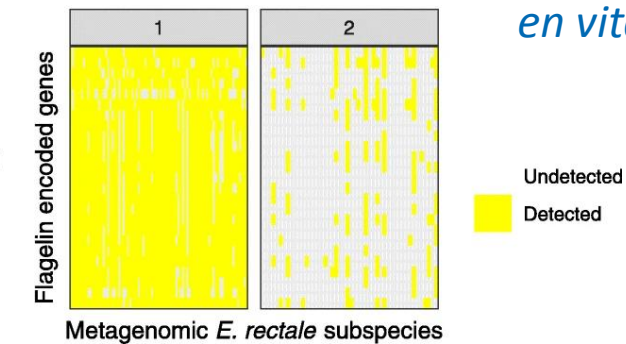 en vit
1
2
Flagelin encoded genes
Undetected
Detected
Metagenomic E. rectale subspecies